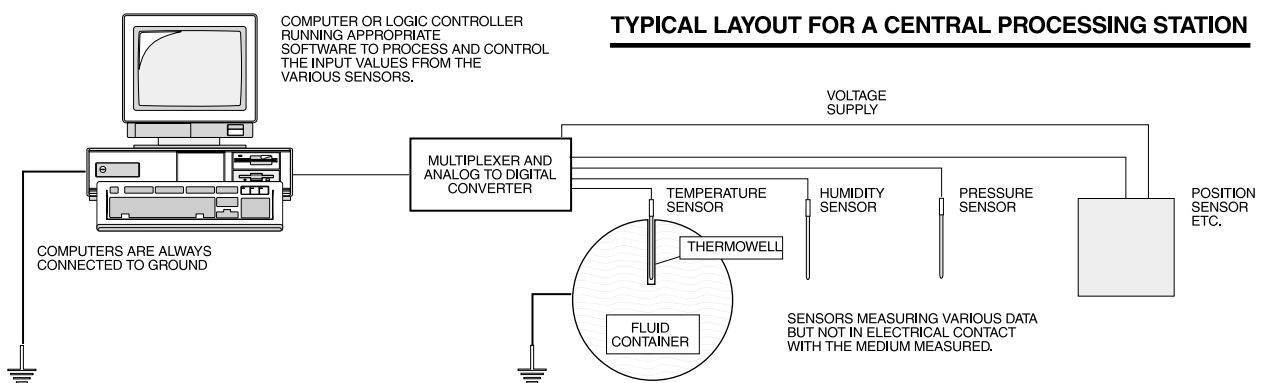 COMPUTER OR LOGIC CONTROLLER
RUNNING APPROPRIATE
SOFTWARE TO PROCESS AND CONTROL
THE INPUT VALUES FROM THE
VARIOUS SENSORS.
TYPICAL LAYOUT FOR A CENTRAL PROCESSING STATION
VOLTAGE
SUPPLY
MULTIPLEXER AND
ANALOG TO DIGITAL
CONVERTER
TEMPERATURE
SENSOR
HUMIDITY
SENSOR
PRESSURE
SENSOR
POSITION
SENSOR
ETC.
COMPUTERS ARE ALWAYS
CONNECTED TO GROUND
THERMOWELL
FLUID
CONTAINER
SENSORS MEASURING VARIOUS DATA
BUT NOT IN ELECTRICAL CONTACT
WITH THE MEDIUM MEASURED.